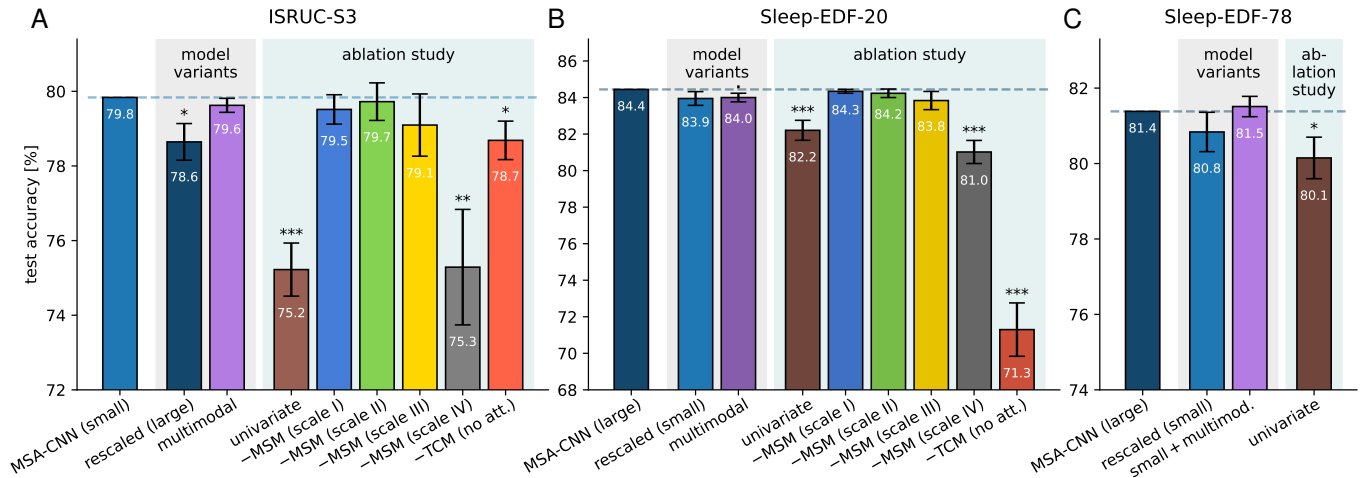 A
ISRUC-S3
model
variants
ablation study
test accuracy [%]
80
78
76
74
72
79.8
*
78.6
79.6
***
75.2
79.5
79.7
79.1
**
75.3
*
78.7
MSA-CNN (small)
rescaled (large)
multimodal
univariate
−MSM (scale I)
−MSM (scale II)
−MSM (scale III)
−MSM (scale IV)
−TCM (no att.)
B
Sleep-EDF-20
model
variants
ablation study
86
84
82
80
78
76
74
72
70
68
84.4
83.9
84.0
***
82.2
84.3
84.2
83.8
***
81.0
***
71.3
MSA-CNN (large)
rescaled (small)
multimodal
univariate
−MSM (scale I)
−MSM (scale II)
−MSM (scale III)
−MSM (scale IV)
−TCM (no att.)
C
Sleep-EDF-78
model
variants
ab-
lation
study
82
80
78
76
74
81.4
80.8
81.5
*
80.1
MSA-CNN (large)
rescaled (small)
small + multimod.
univariate